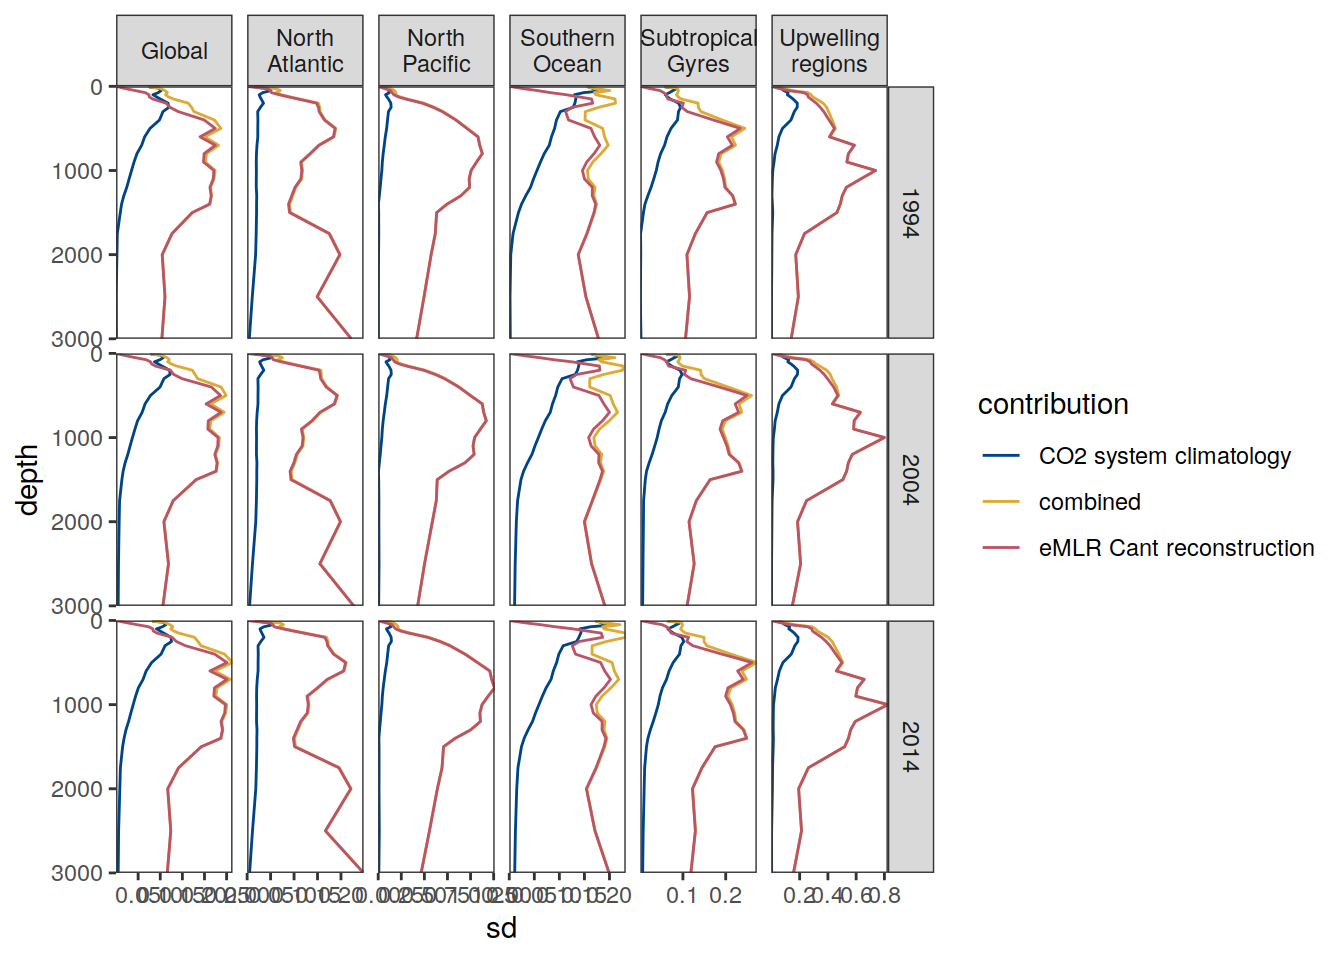 Global
North
Atlantic
North
Pacific
Southern
Ocean
Subtropical
Gyres
Upwelling
regions
0
1000
2000
3000
1994
0
1000
2000
3000
2004
0
1000
2000
3000
2014
0.1 0.2
0.2 0.4 0.6 0.8
depth
sd
contribution
CO2 system climatology
combined
eMLR Cant reconstruction